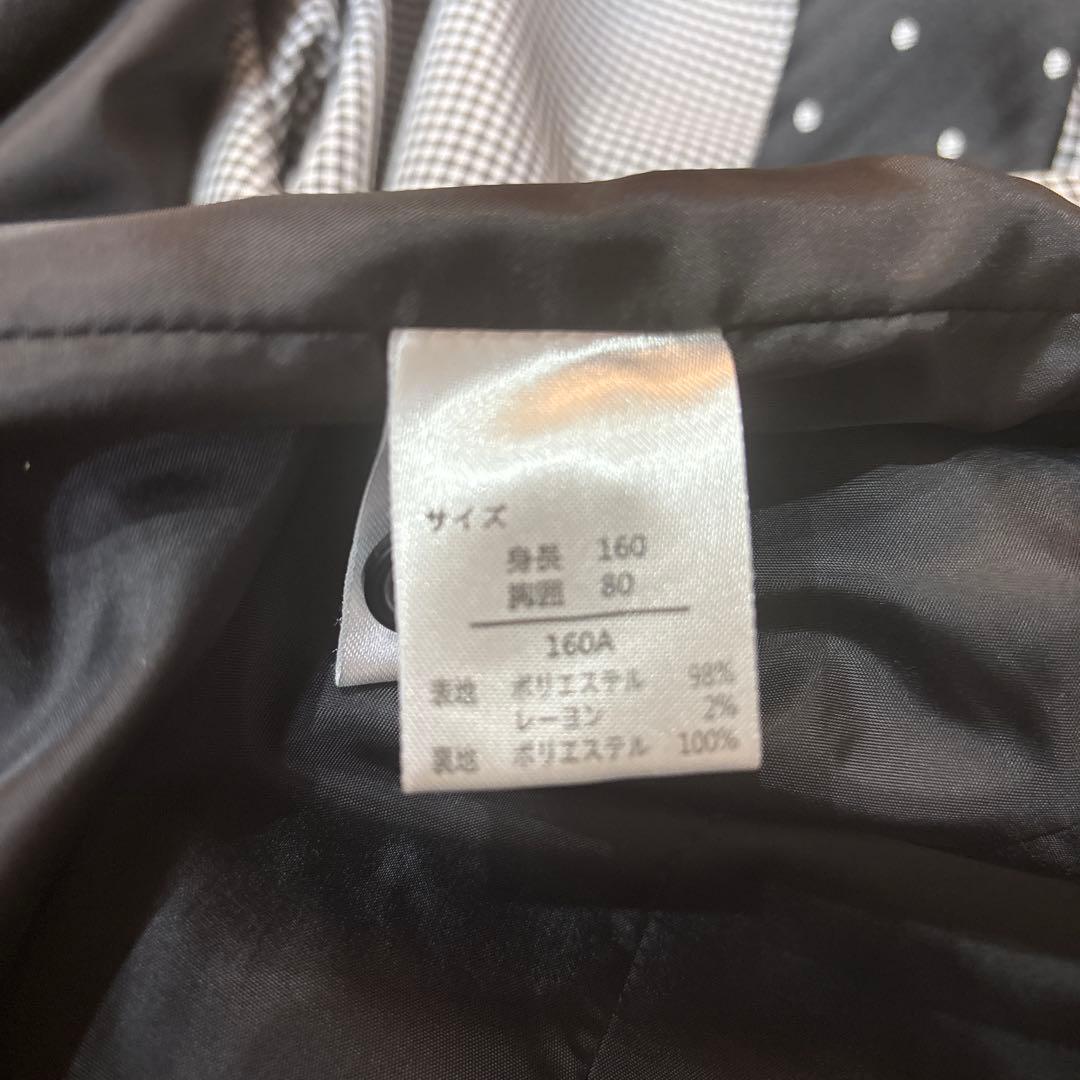 サイズ
身長 160
胸囲 80
160A
表地 ポリエステル 98%
レーヨン 2%
裏地 ポリエステル 100%